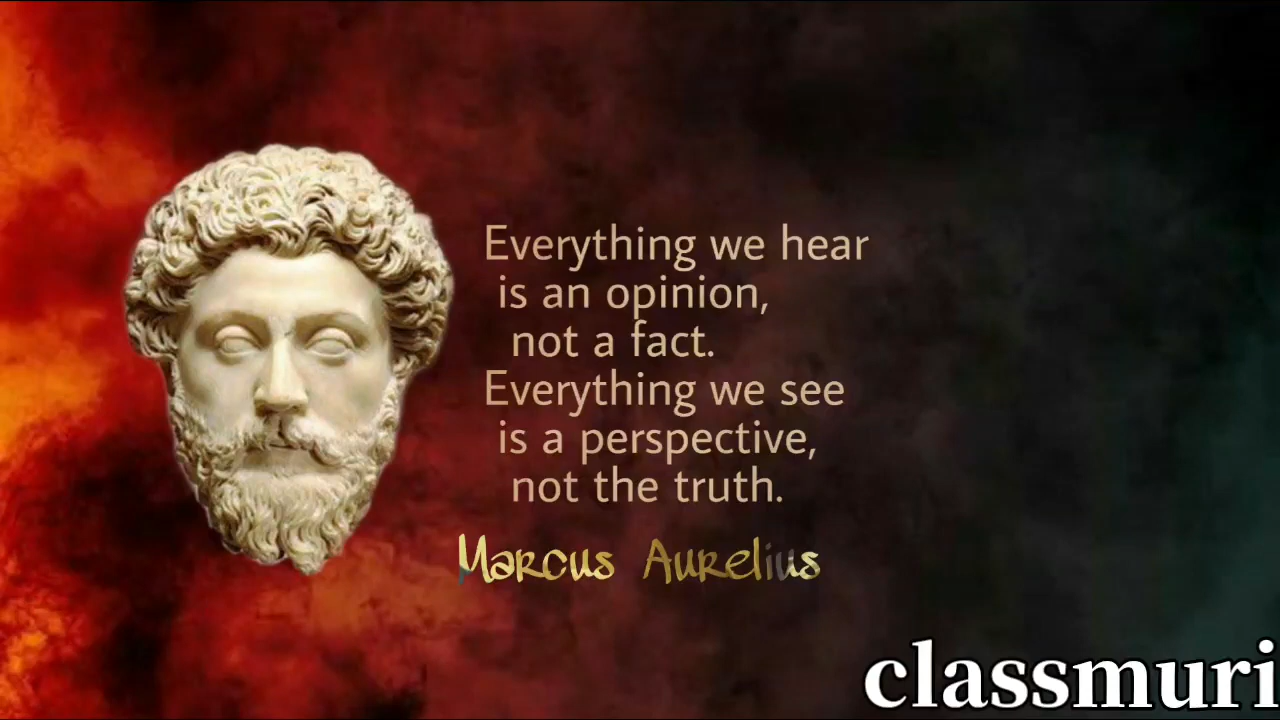 Everything we hear
is an opinion,
not a fact.
Everything we see
is a perspective,
not the truth.
Marcus Aurelius
classmuri